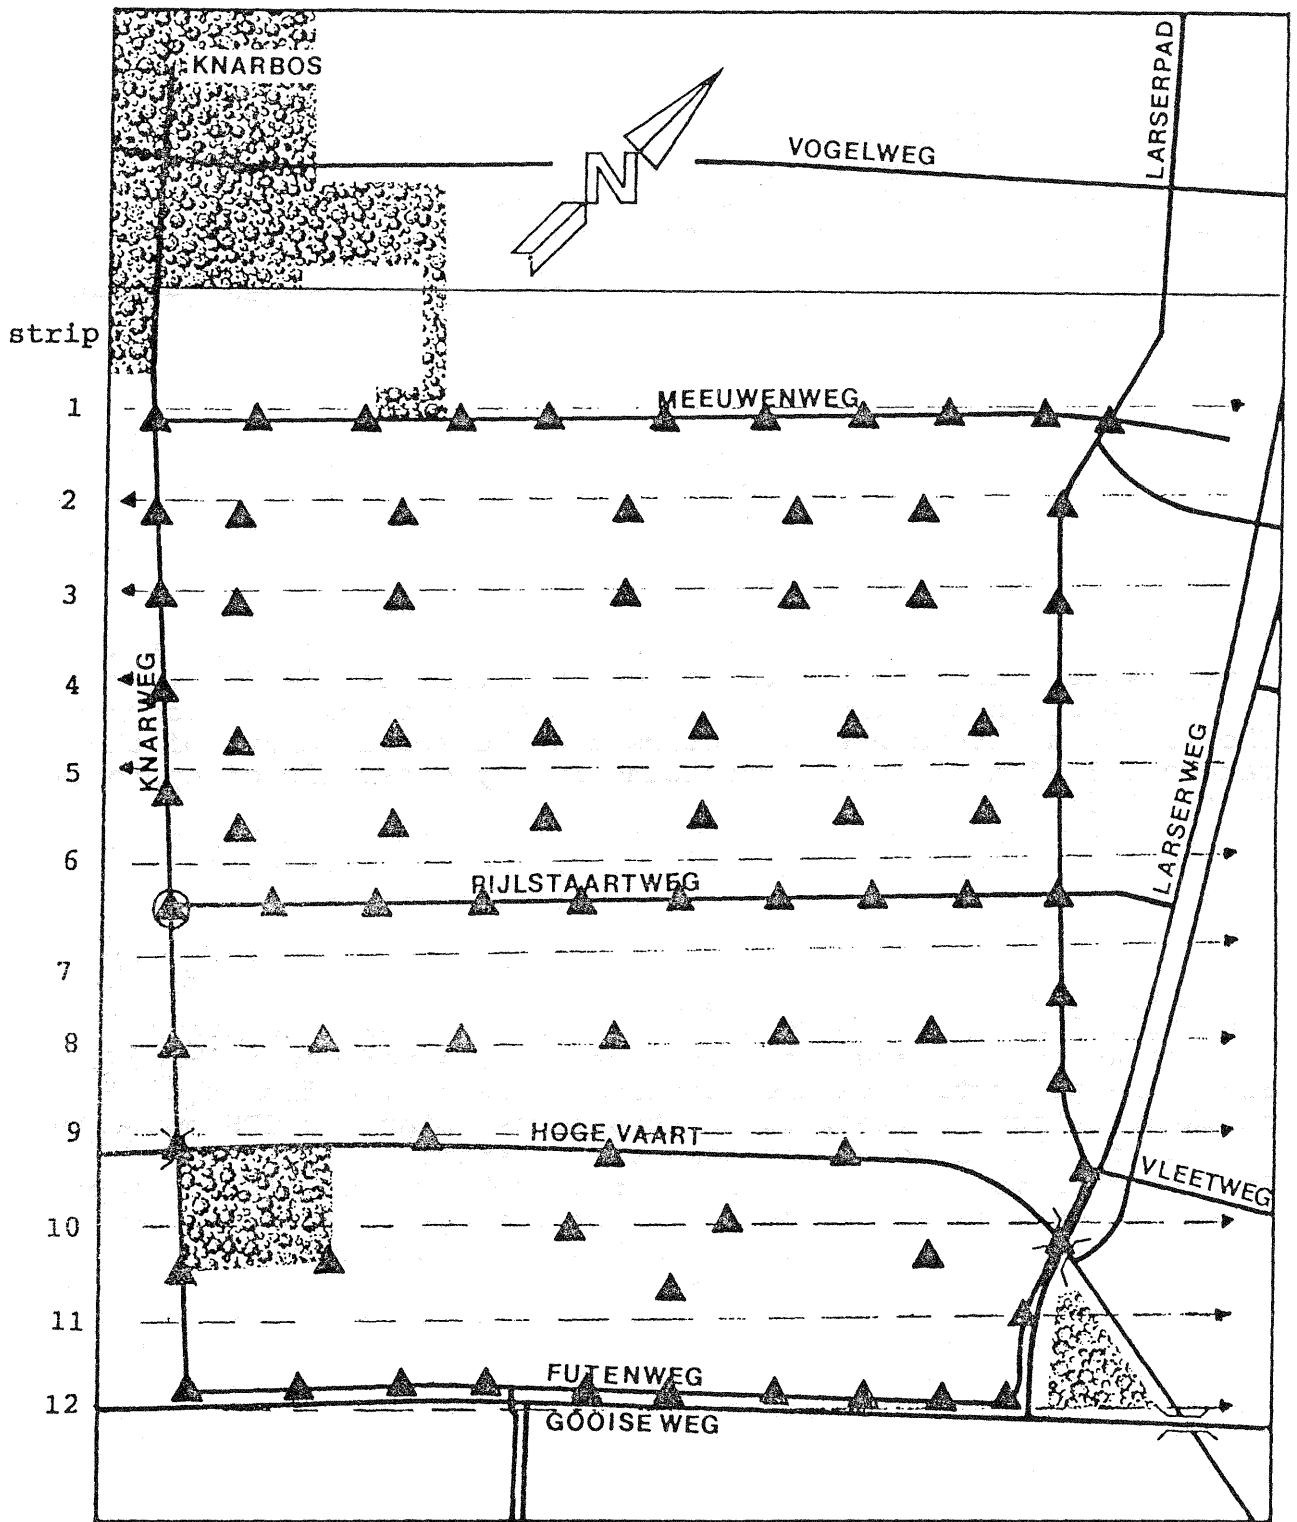 KNARBOS
LARSERPAD
VOGELWEG
N
strip
1
MEEUWENWEG
2
3
4
KNARWEG
5
LARSERWEG
6
PIJLSTAARTWEG
7
8
9
HOGE VAART
VLEETWEG
10
11
FUTENWEG
12
GOOISE WEG